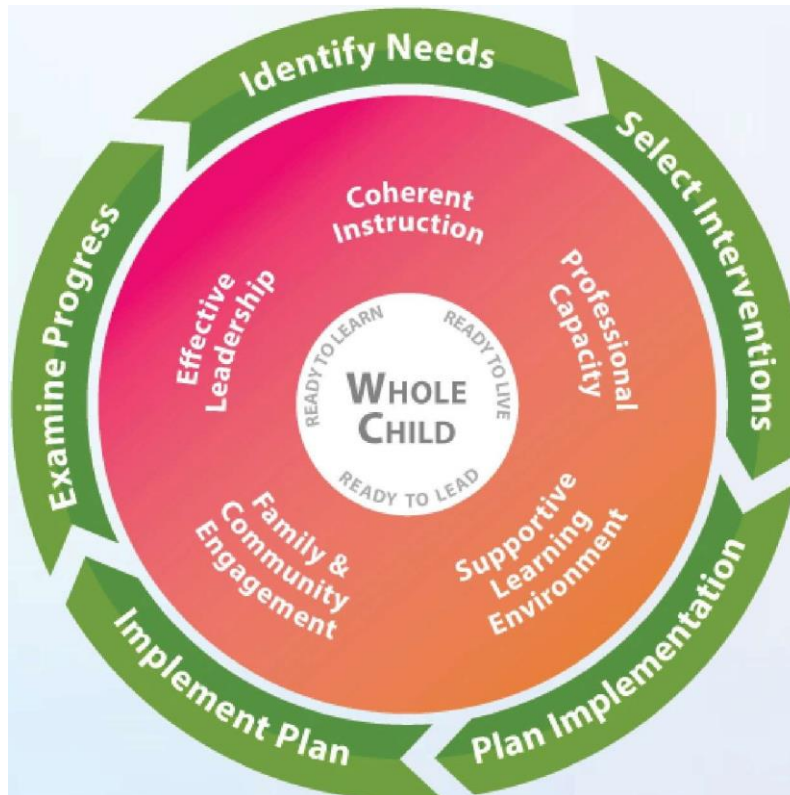 Identify Needs
Select Interventions
Plan Implementation
Implement Plan
Examine Progress
Coherent
Instruction
Professional
Capacity
Supportive
Learning
Environment
Family &
Community
Engagement
Effective
Leadership
READY TO LEARN
READY TO LIVE
READY TO LEAD
WHOLE
CHILD